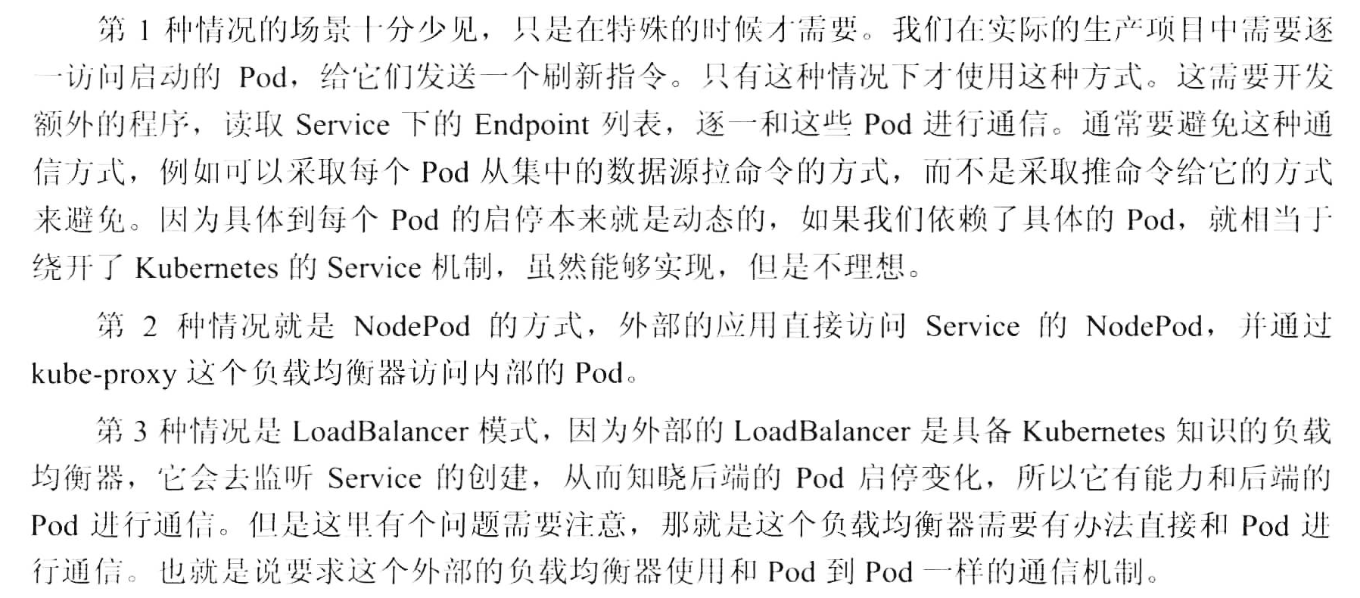 第 1 种情况的场景十分少见，只是在特殊的时候才需要。我们在实际的生产项目中需要逐
一访问启动的 Pod，给它们发送一个刷新指令。只有这种情况下才使用这种方式。这需要开发
额外的程序，读取 Service 下的 Endpoint 列表，逐一和这些 Pod 进行通信。通常要避免这种通
信方式，例如可以采取每个 Pod 从集中的数据源拉命令的方式，而不是采取推命令给它的方式
来避免。因为具体到每个 Pod 的启停本来就是动态的，如果我们依赖了具体的 Pod，就相当于
绕开了 Kubernetes 的 Service 机制，虽然能够实现，但是不理想。
第 2 种情况就是 NodePod 的方式，外部的应用直接访问 Service 的 NodePod，并通过
kube-proxy 这个负载均衡器访问内部的 Pod。
第 3 种情况是 LoadBalancer 模式，因为外部的 LoadBalancer 是具备 Kubernetes 知识的负载
均衡器，它会去监听 Service 的创建，从而知晓后端的 Pod 启停变化，所以它有能力和后端的
Pod 进行通信。但是这里有个问题需要注意，那就是这个负载均衡器需要有办法直接和 Pod 进
行通信。也就是说要求这个外部的负载均衡器使用和 Pod 到 Pod 一样的通信机制。